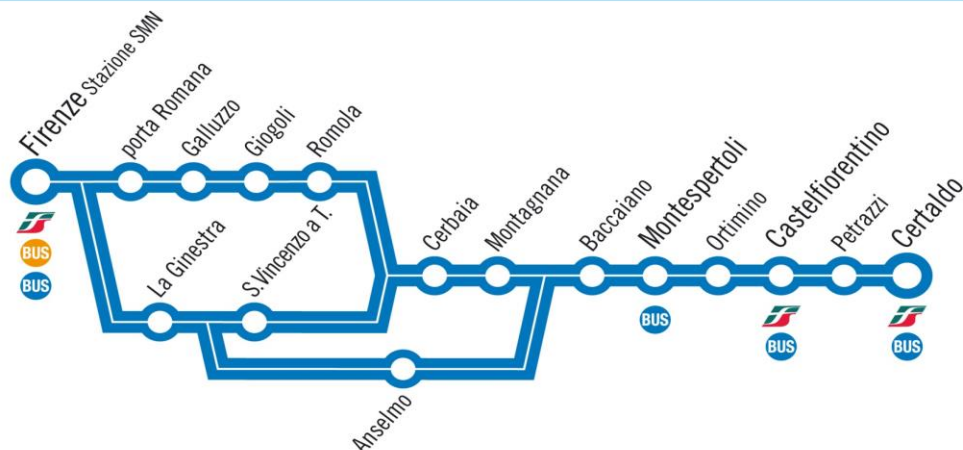 Firenze Stazione SMN
porta Romana
Galluzzo
Giogoli
Romola
La Ginestra
S.Vincenzo a T.
Cerbaia
Montagnana
Baccaiano
Montespertoli
Ortimino
Castelfiorentino
Petrazzi
Certaldo
Anselmo
BUS
BUS
BUS
BUS
BUS